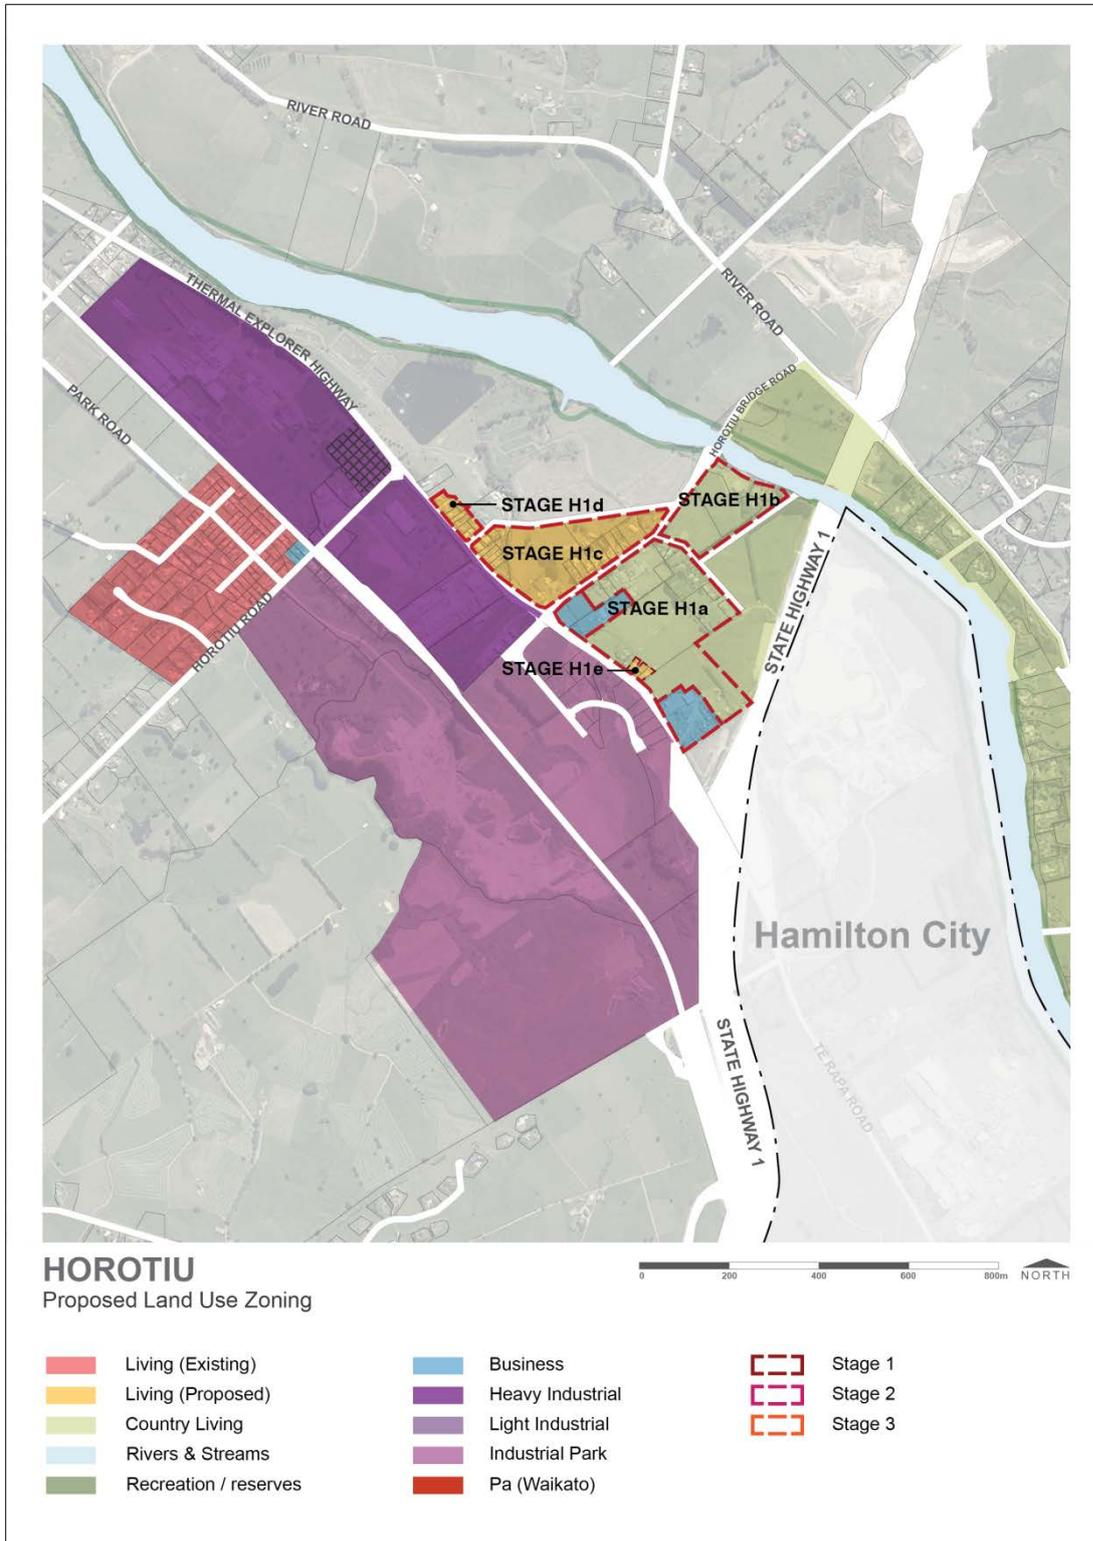 RIVER ROAD
RIVER ROAD
THERMAL EXPLORER HIGHWAY
PARK ROAD
HOROTIU BRIDGE ROAD
STAGE H1d
STAGE H1b
STAGE H1c
STAGE H1a
STAGE H1e
HOROTIU ROAD
STATE HIGHWAY 1
Hamilton City
STATE HIGHWAY 1
TE RAPA ROAD
HOROTIU
Proposed Land Use Zoning
0 200 400 600 800m
NORTH
Living (Existing)
Living (Proposed)
Country Living
Rivers & Streams
Recreation / reserves
Business
Heavy Industrial
Light Industrial
Industrial Park
Pa (Waikato)
Stage 1
Stage 2
Stage 3